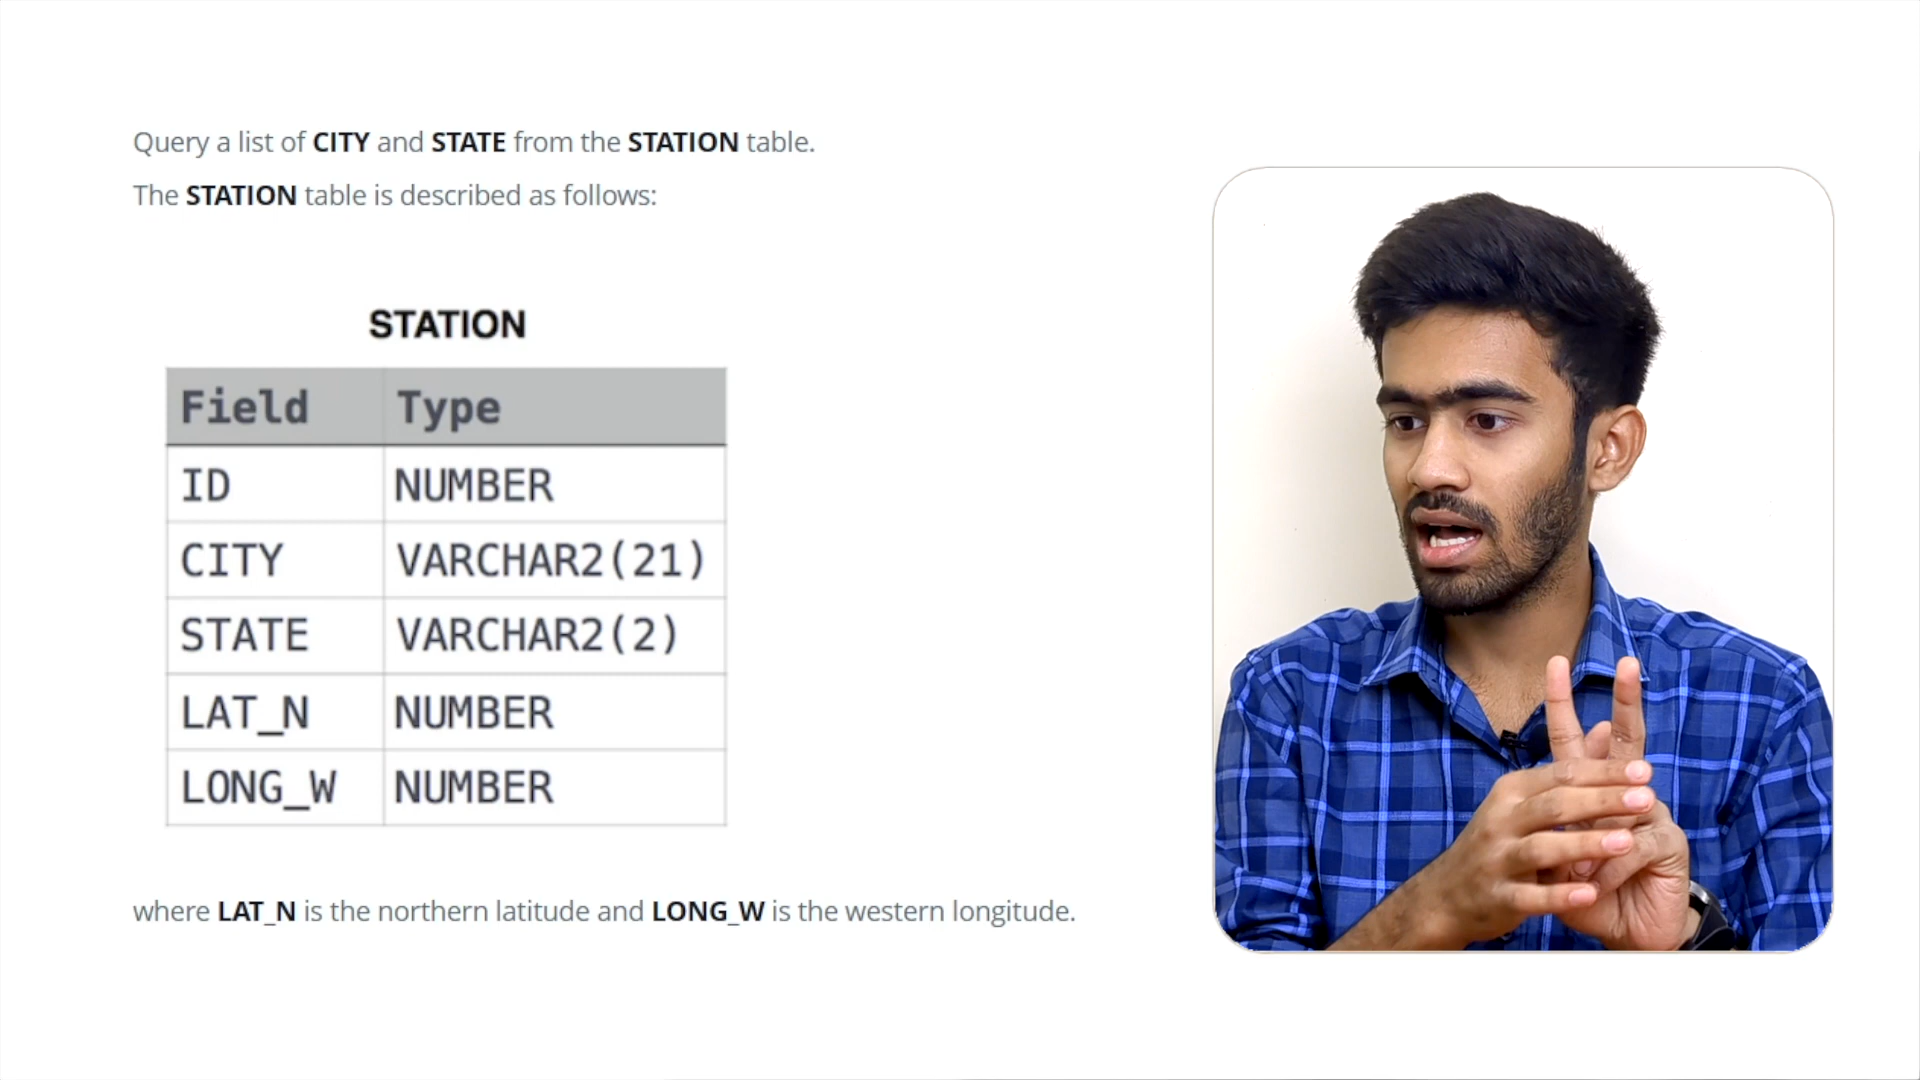 Query a list of CITY and STATE from the STATION table.
The STATION table is described as follows:
STATION
Field Type
ID NUMBER
CITY VARCHAR2(21)
STATE VARCHAR2(2)
LAT_N NUMBER
LONG_W NUMBER
where LAT_N is the northern latitude and LONG_W is the western longitude.